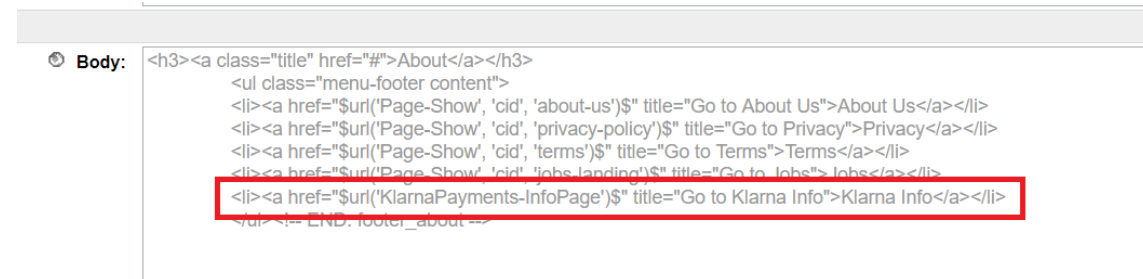 Body:
<h3><a class="title" href="#">About</a></h3>
<ul class="menu-footer content">
<li><a href="$url('Page-Show', 'cid', 'about-us')$" title="Go to About Us">About Us</a></li>
<li><a href="$url('Page-Show', 'cid', 'privacy-policy')$" title="Go to Privacy">Privacy</a></li>
<li><a href="$url('Page-Show', 'cid', 'terms')$" title="Go to Terms">Terms</a></li>
<li><a href="$url('Page-Show', 'cid', 'jobs-landing')$" title="Go to Jobs">Jobs</a></li>
<li><a href="$url('KlarnaPayments-InfoPage')$" title="Go to Klarna Info">Klarna Info</a></li>
</ul><!-- END: footer_about -->